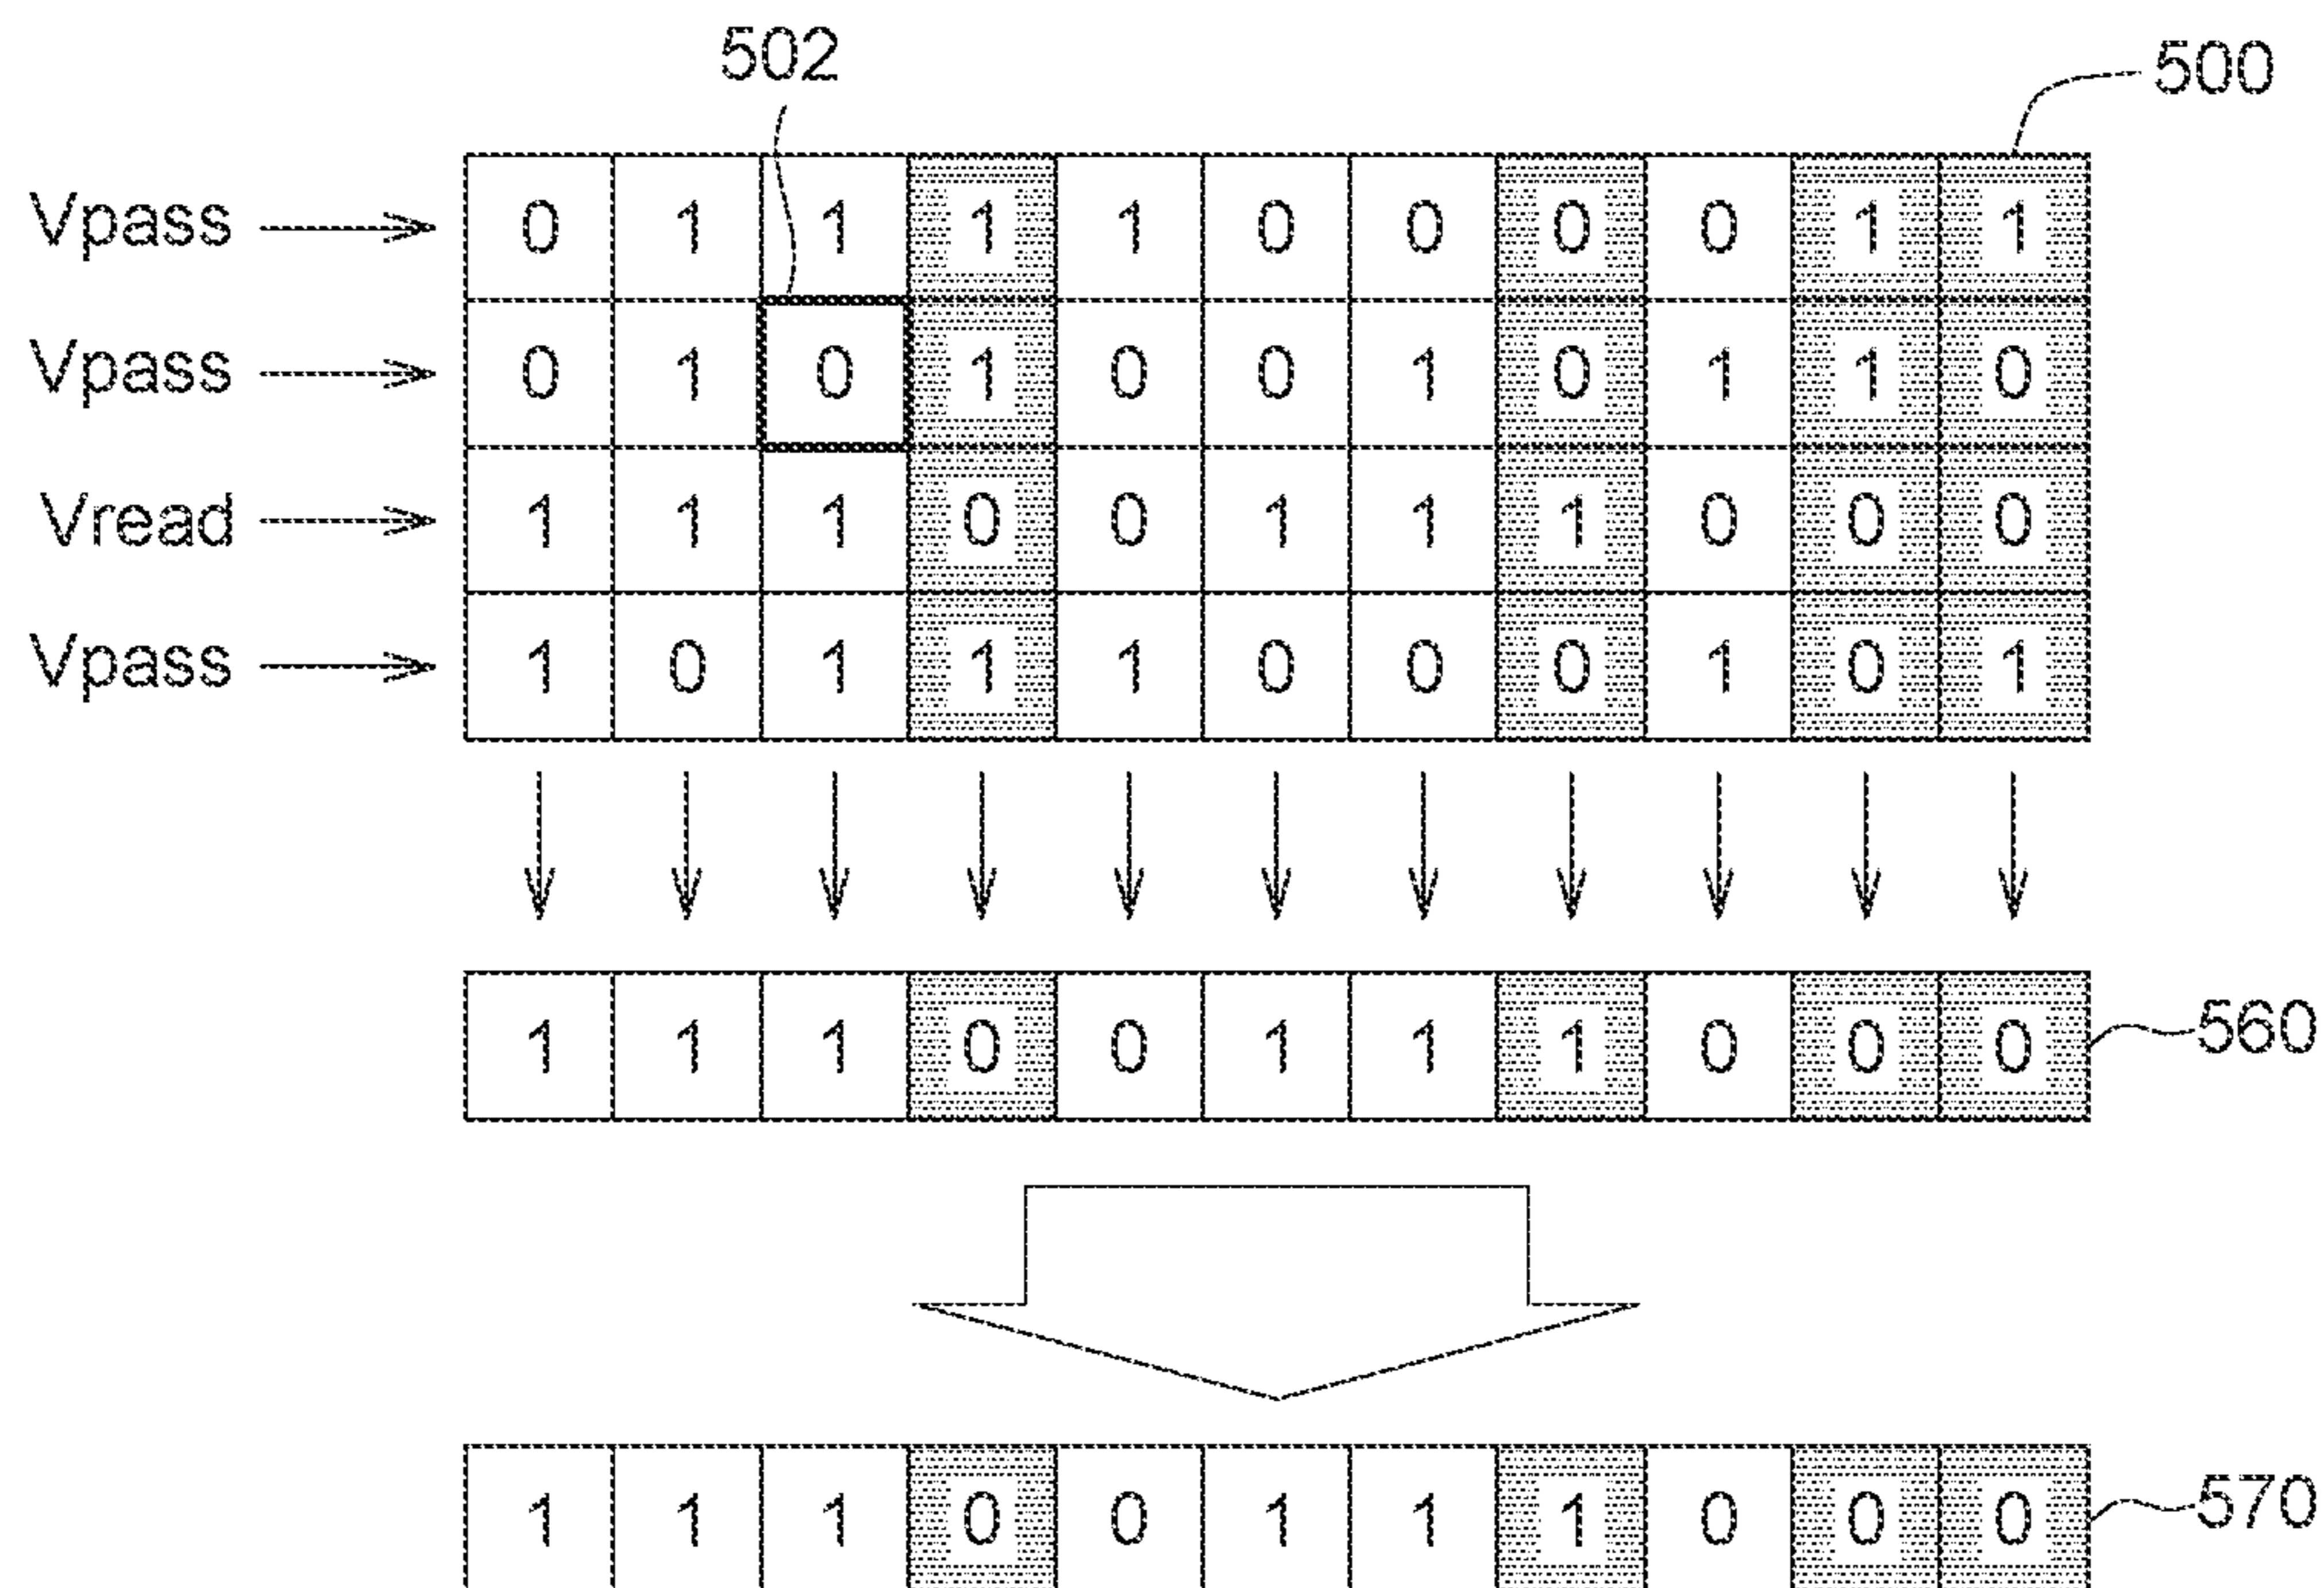 502
500
Vpass 0 1 1 1 1 0 0 0 0 1 1
Vpass 0 1 0 1 0 0 1 0 1 1 0
Vread 1 1 1 0 0 1 1 1 0 0 0
Vpass 1 0 1 1 1 0 0 0 1 0 1
1 1 1 0 0 1 1 1 0 0 0 560
1 1 1 0 0 1 1 1 0 0 0 570